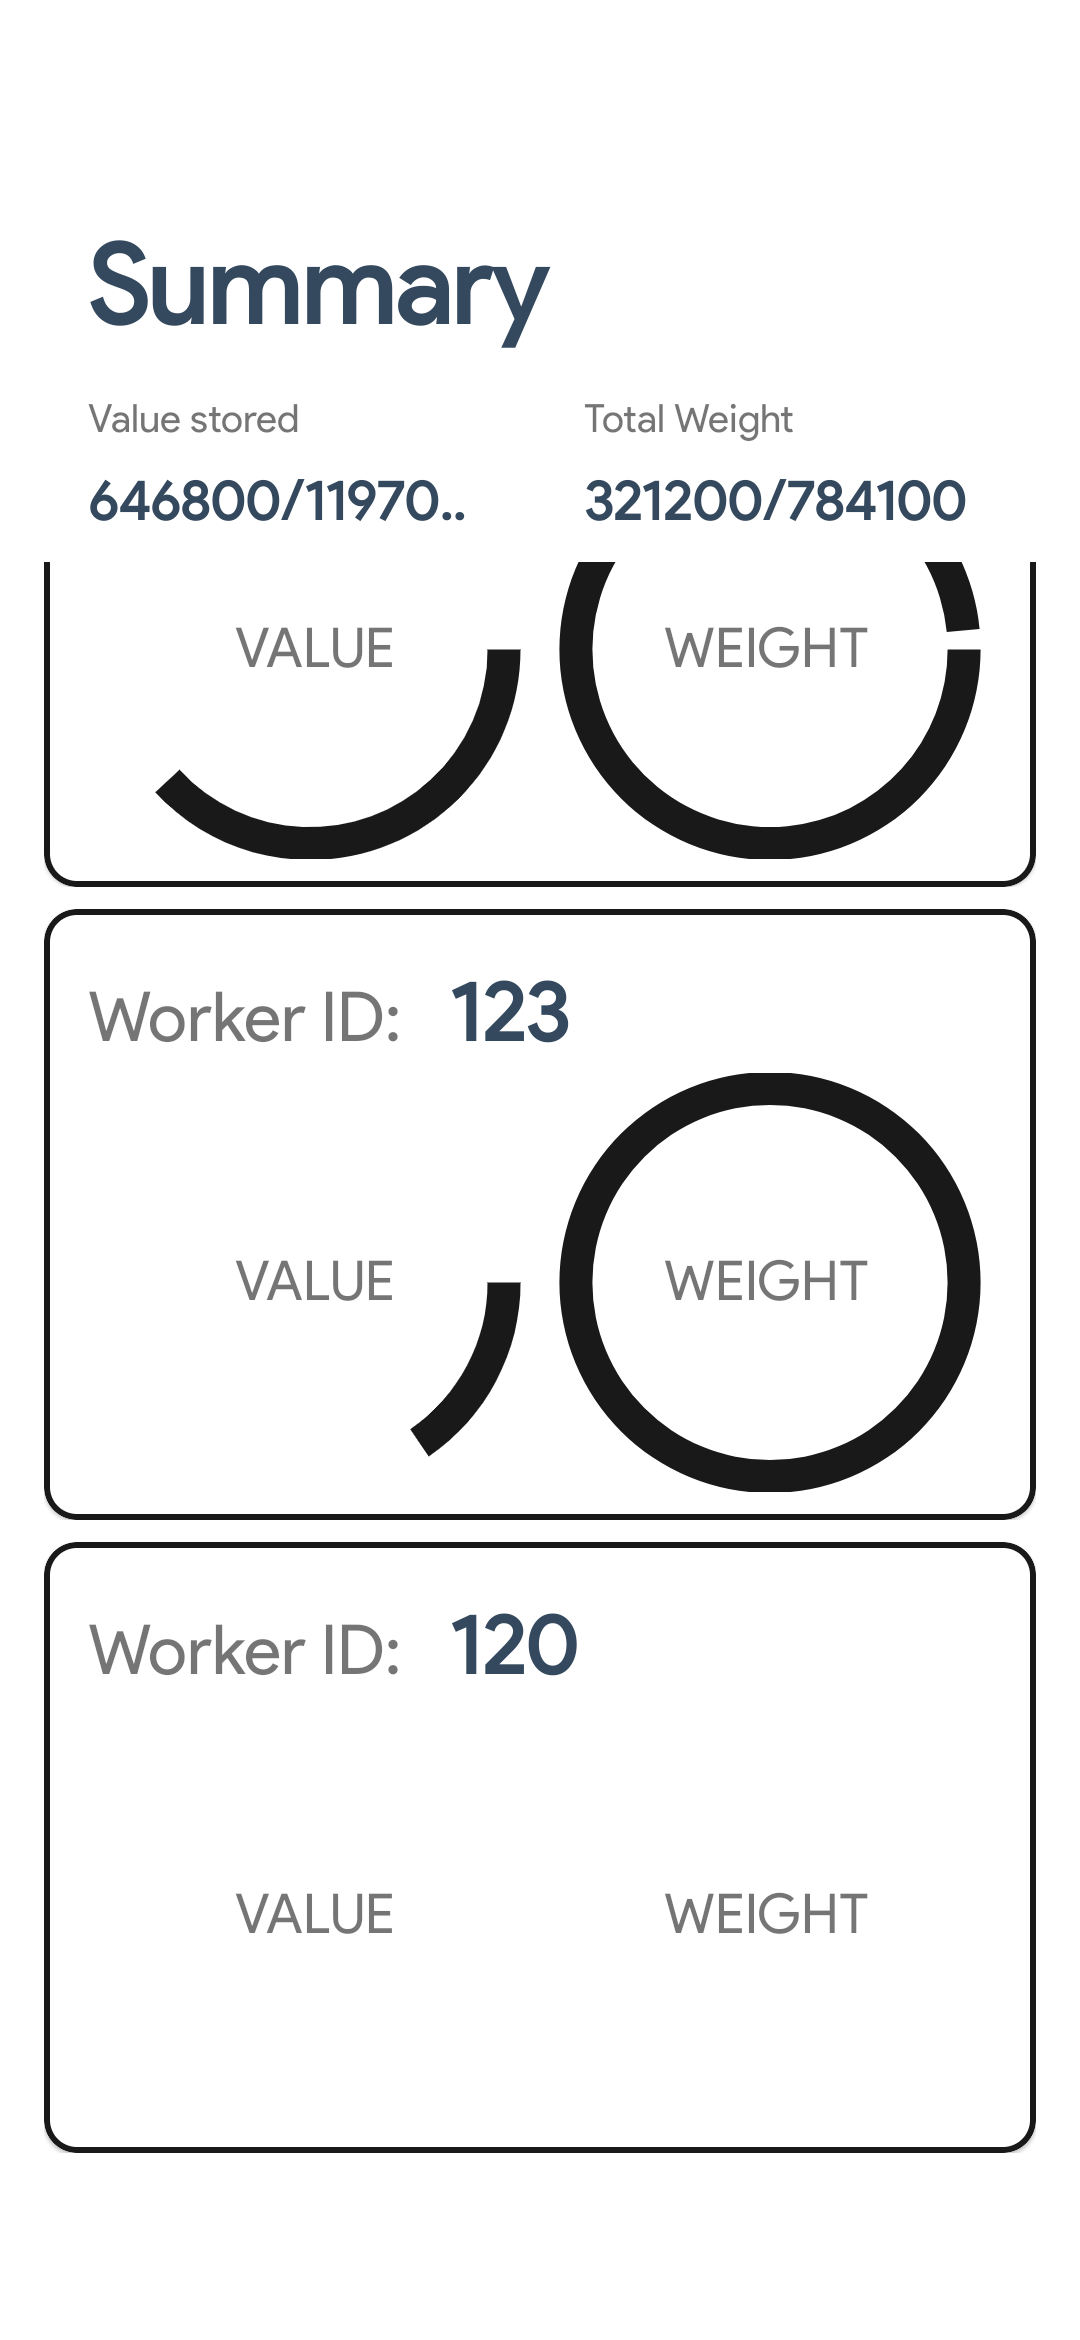 Summary
Value stored Total Weight
646800/11970.. 321200/784100
VALUE WEIGHT
Worker ID: 123
VALUE WEIGHT
Worker ID: 120
VALUE WEIGHT